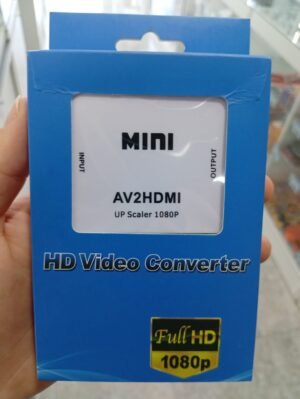 MINI
INPUT
OUTPUT
AV2HDMI
UP Scaler 1080P
HD Video Converter
Full HD
1080p